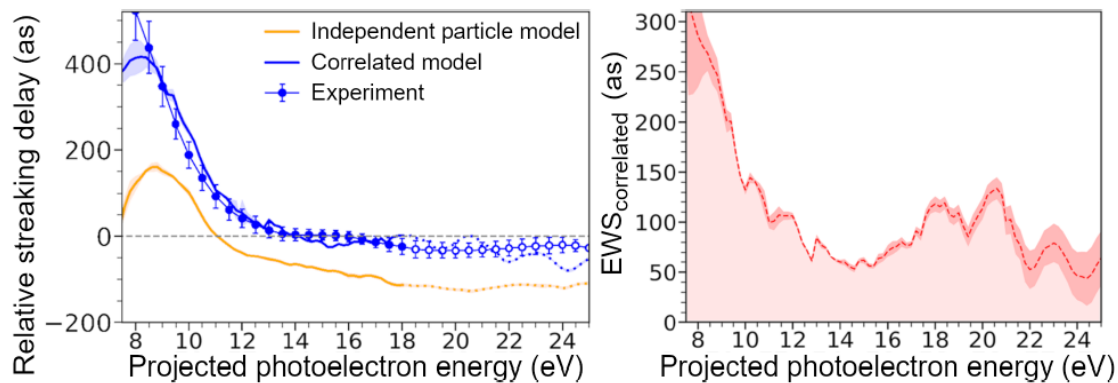 Relative streaking delay (as)
400
200
0
−200
Independent particle model
Correlated model
Experiment
8 10 12 14 16 18 20 22 24
Projected photoelectron energy (eV)
EWS correlated (as)
300
250
200
150
100
50
0
8 10 12 14 16 18 20 22 24
Projected photoelectron energy (eV)